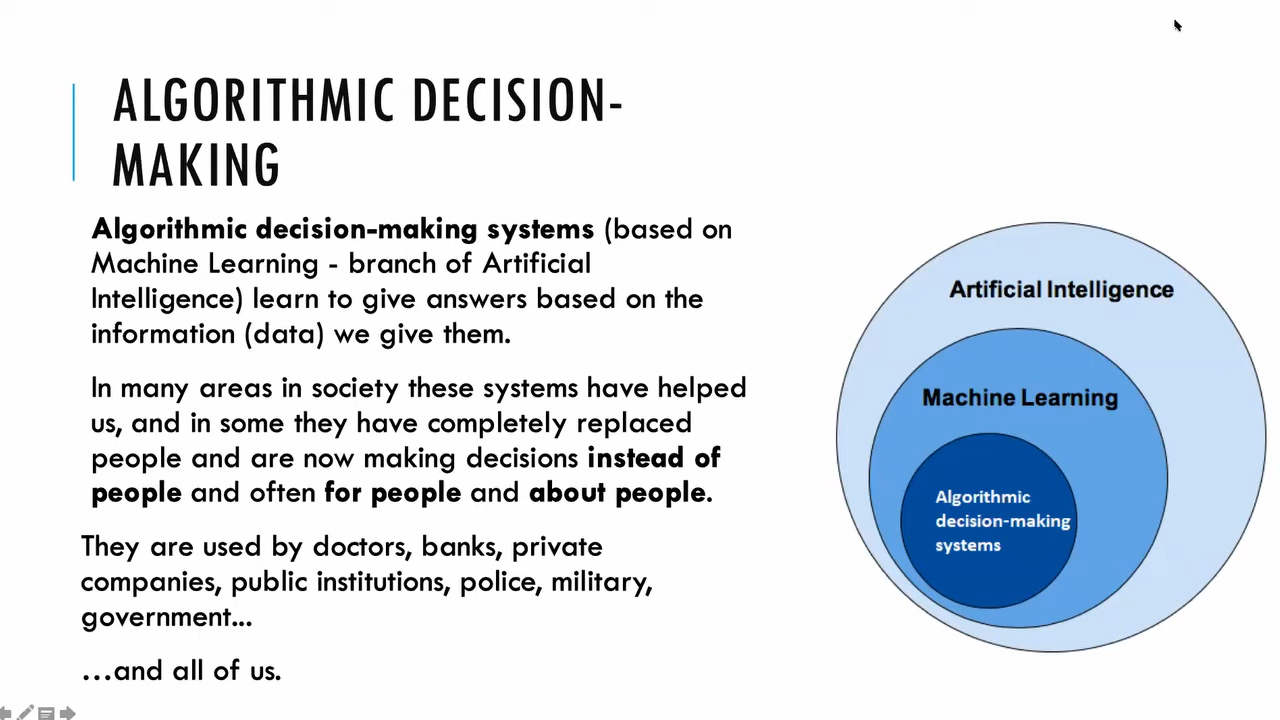 ALGORITHMIC DECISION-
MAKING
Algorithmic decision-making systems (based on
Machine Learning - branch of Artificial
Intelligence) learn to give answers based on the
information (data) we give them.
In many areas in society these systems have helped
us, and in some they have completely replaced
people and are now making decisions instead of
people and often for people and about people.
They are used by doctors, banks, private
companies, public institutions, police, military,
government...
...and all of us.
Artificial Intelligence
Machine Learning
Algorithmic
decision-making
systems